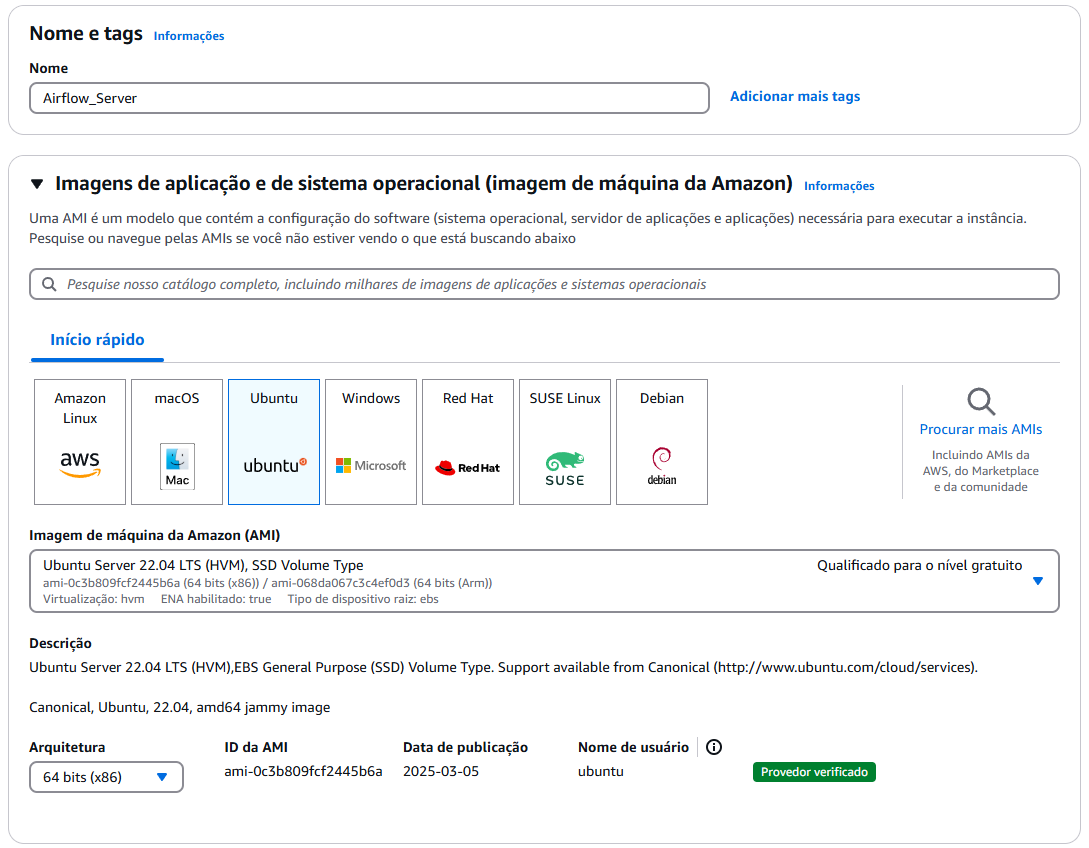 Nome e tags Informações
Nome
Airflow_Server
Adicionar mais tags
Imagens de aplicação e de sistema operacional (imagem de máquina da Amazon) Informações
Uma AMI é um modelo que contém a configuração do software (sistema operacional, servidor de aplicações e aplicações) necessária para executar a instância.
Pesquise ou navegue pelas AMIs se você não estiver vendo o que está buscando abaixo
Pesquise nosso catálogo completo, incluindo milhares de imagens de aplicações e sistemas operacionais
Início rápido
Amazon
Linux
aws
macOS
Mac
Ubuntu
ubuntu
Windows
Microsoft
Red Hat
Red Hat
SUSE Linux
SUSE
Debian
debian
Procurar mais AMIs
Incluindo AMIs da
AWS, do Marketplace
e da comunidade
Imagem de máquina da Amazon (AMI)
Ubuntu Server 22.04 LTS (HVM), SSD Volume Type
Qualificado para o nível gratuito
ami-0c3b809fcf2445b6a (64 bits (x86)) / ami-068da067c3c4ef0d3 (64 bits (Arm))
Virtualização: hvm ENA habilitado: true Tipo de dispositivo raiz: ebs
Descrição
Ubuntu Server 22.04 LTS (HVM),EBS General Purpose (SSD) Volume Type. Support available from Canonical (http://www.ubuntu.com/cloud/services).
Canonical, Ubuntu, 22.04, amd64 jammy image
Arquitetura
64 bits (x86)
ID da AMI
ami-0c3b809fcf2445b6a
Data de publicação
2025-03-05
Nome de usuário
ubuntu
Provedor verificado